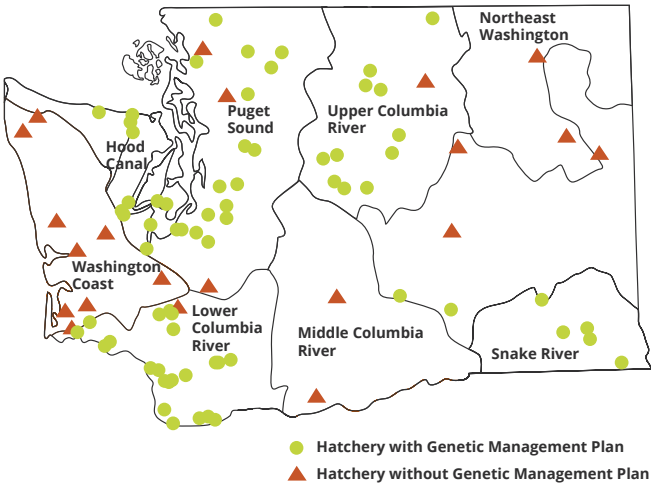 Northeast
Washington
Puget
Sound
Upper Columbia
River
Hood
Canal
Washington
Coast
Lower
Columbia
River
Middle Columbia
River
Snake River
Hatchery with Genetic Management Plan
Hatchery without Genetic Management Plan